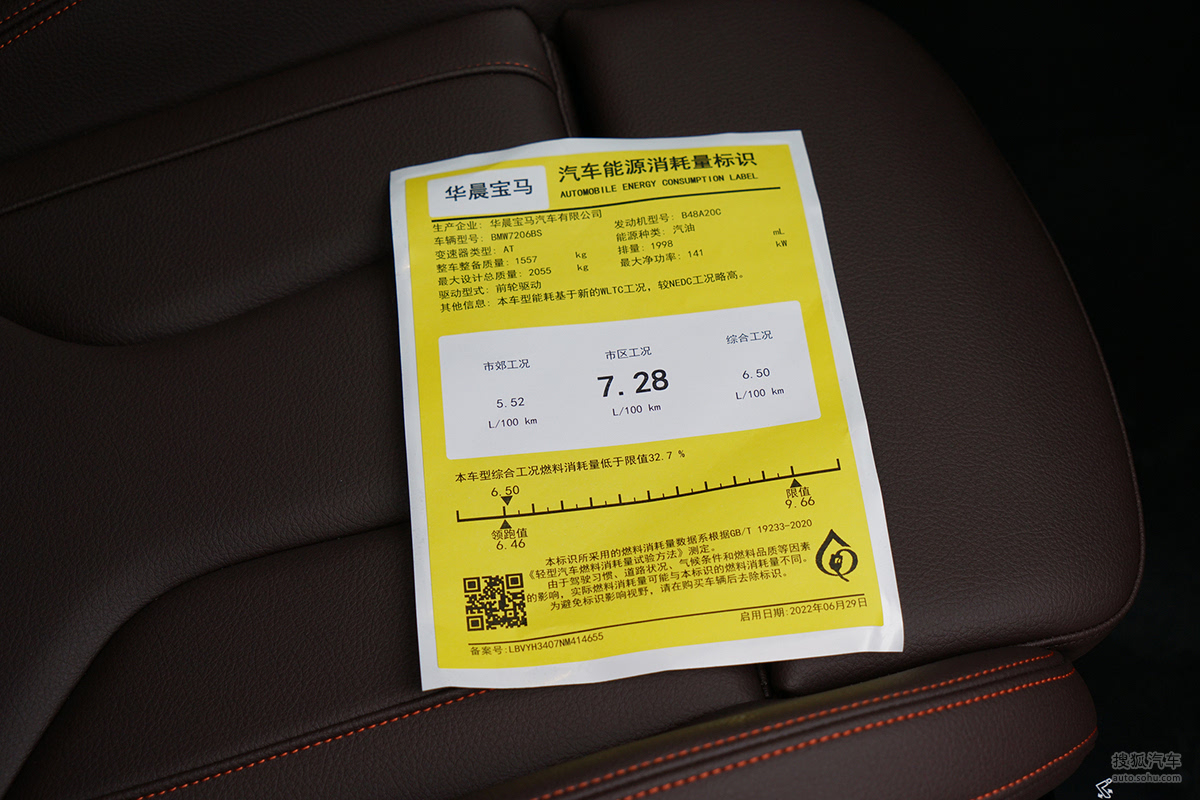 华晨宝马
汽车能源消耗量标识
AUTOMOBILE ENERGY CONSUMPTION LABEL
生产企业: 华晨宝马汽车有限公司
车辆型号: BMW7206BS
变速器类型: AT
整车整备质量: 1557 kg
最大设计总质量: 2055 kg
驱动型式: 前轮驱动
发动机型号: B48A20C
能源种类: 汽油
排量: 1998 mL
最大净功率: 141 kW
其他信息: 本车型能耗基于新的WLTC工况，较NEDC工况略高。
市郊工况
5.52
L/100 km
市区工况
7.28
L/100 km
综合工况
6.50
L/100 km
本车型综合工况燃料消耗量低于限值32.7 %
6.50
领跑值
6.46
限值
9.66
本标识所采用的燃料消耗量数据系根据GB/T 19233-2020
《轻型汽车燃料消耗量试验方法》测定。
由于驾驶习惯、道路状况、气候条件和燃料品质等因素
的影响，实际燃料消耗量可能与本标识的燃料消耗量不同。
为避免标识影响视野，请在购买车辆后去除标识。
备案号:LBVYH3407NM414655
启用日期:2022年06月29日
搜狐汽车
auto.sohu.com